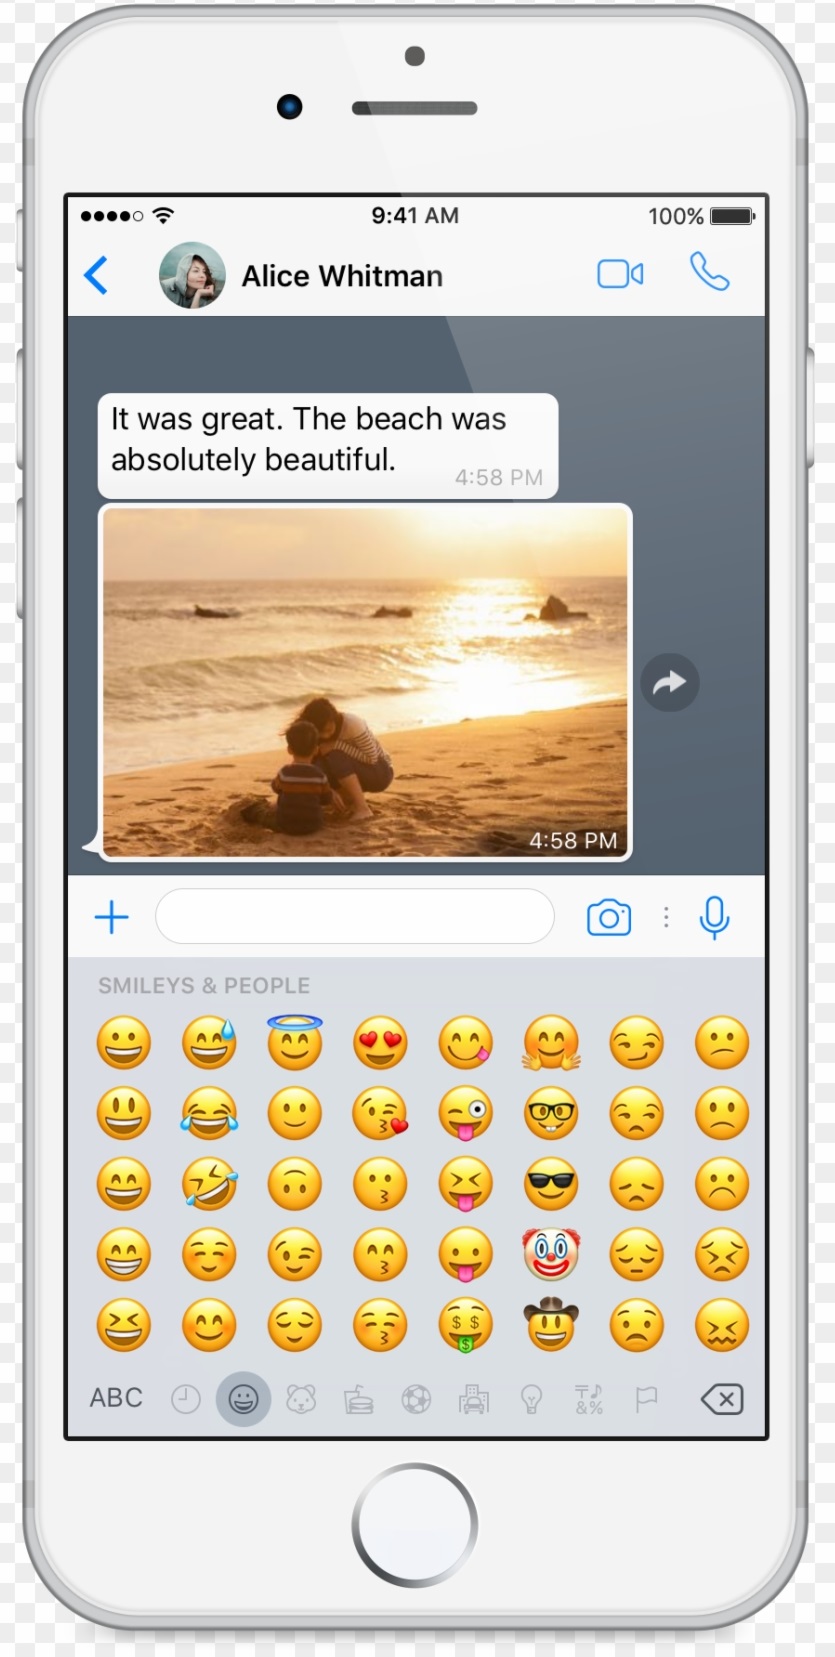 9:41 AM
100%
Alice Whitman
It was great. The beach was
absolutely beautiful.
4:58 PM
4:58 PM
SMILEYS & PEOPLE
ABC
&%